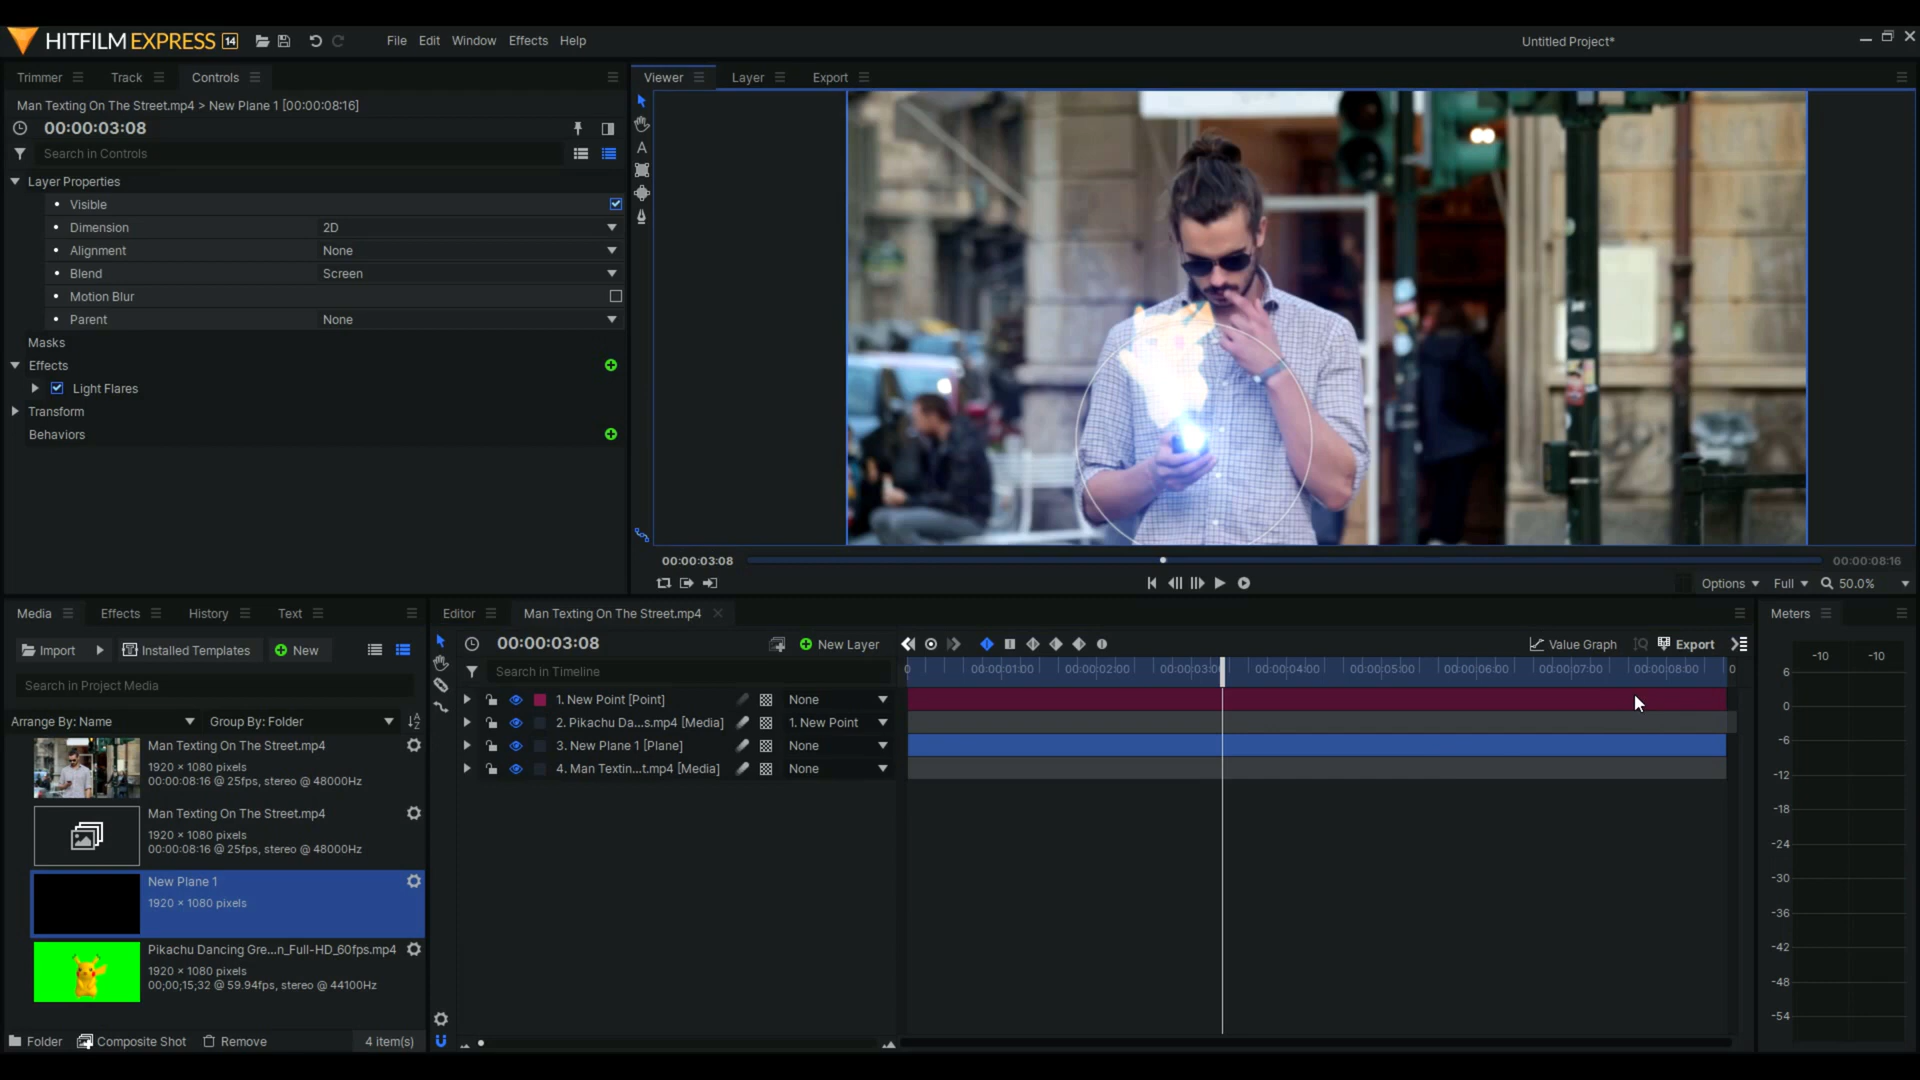 HITFILM EXPRESS 14
File Edit Window Effects Help
Untitled Project*
Trimmer Track Controls
Man Texting On The Street.mp4 > New Plane 1 [00:00:08:16]
00:00:03:08
Search in Controls
Layer Properties
Visible
Dimension 2D
Alignment None
Blend Screen
Motion Blur
Parent None
Masks
Effects
Light Flares
Transform
Behaviors
Viewer Layer Export
A
00:00:03:08
00:00:08:16
Options Full 50.0%
Media Effects History Text
Import Installed Templates New
Search in Project Media
Arrange By: Name Group By: Folder
Man Texting On The Street.mp4
1920 × 1080 pixels
00:00:08:16 @ 25fps, stereo @ 48000Hz
Man Texting On The Street.mp4
1920 × 1080 pixels
00:00:08:16 @ 25fps, stereo @ 48000Hz
New Plane 1
1920 × 1080 pixels
Pikachu Dancing Gre...n_Full-HD_60fps.mp4
1920 × 1080 pixels
00;00;15;32 @ 59.94fps, stereo @ 44100Hz
Folder Composite Shot Remove 4 item(s)
Editor Man Texting On The Street.mp4
00:00:03:08 New Layer Value Graph Export
Search in Timeline
0 00:00:01:00 00:00:02:00 00:00:03:00 00:00:04:00 00:00:05:00 00:00:06:00 00:00:07:00 00:00:08:00 0
1. New Point [Point] None
2. Pikachu Da...s.mp4 [Media] 1. New Point
3. New Plane 1 [Plane] None
4. Man Textin...t.mp4 [Media] None
Meters
-10 -10
6
0
-6
-12
-18
-24
-30
-36
-42
-48
-54